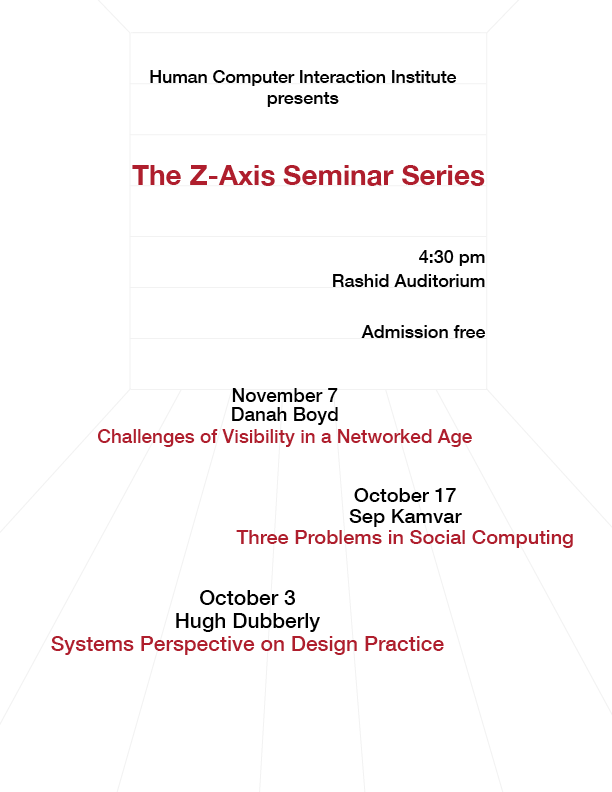 Human Computer Interaction Institute
presents
The Z-Axis Seminar Series
4:30 pm
Rashid Auditorium
Admission free
November 7
Danah Boyd
Challenges of Visibility in a Networked Age
October 17
Sep Kamvar
Three Problems in Social Computing
October 3
Hugh Dubberly
Systems Perspective on Design Practice